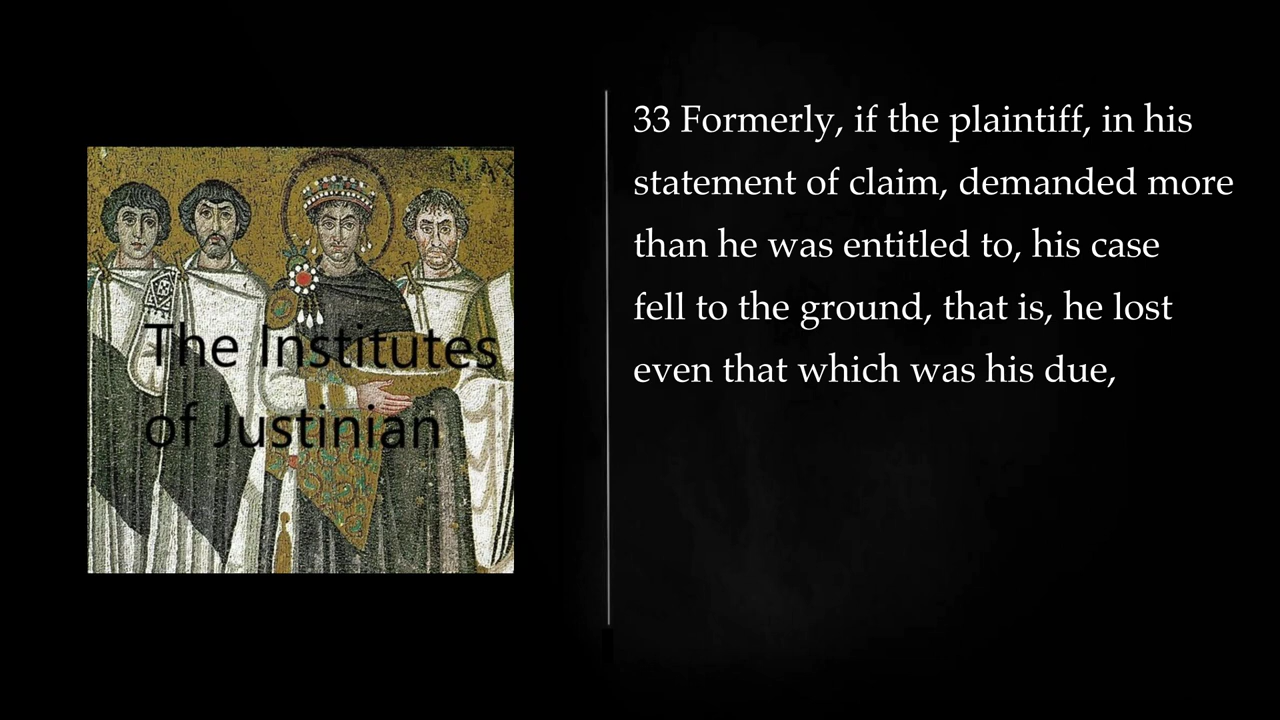 The Institutes
of Justinian
33 Formerly, if the plaintiff, in his
statement of claim, demanded more
than he was entitled to, his case
fell to the ground, that is, he lost
even that which was his due,